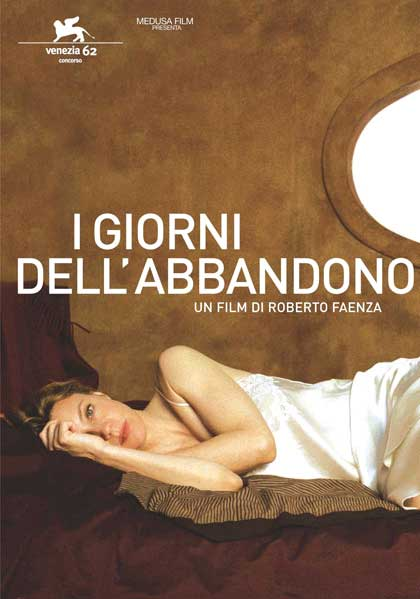 venezia 62
concorso
MEDUSA FILM
PRESENTA
I GIORNI
DELL'ABBANDONO
UN FILM DI ROBERTO FAENZA